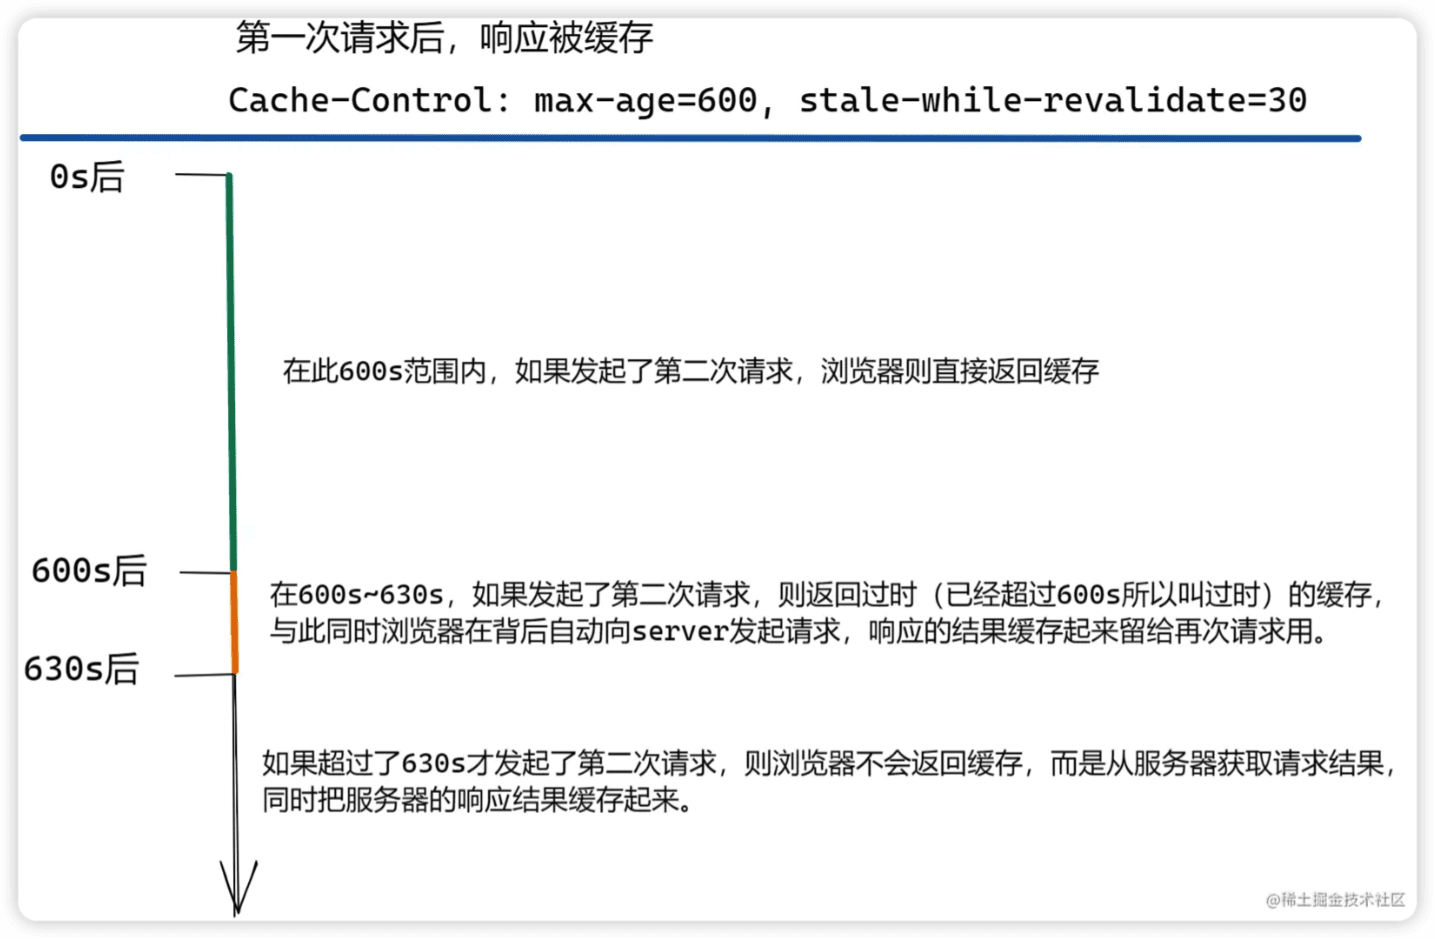 第一次请求后，响应被缓存
Cache-Control: max-age=600, stale-while-revalidate=30
0s后
在此600s范围内，如果发起了第二次请求，浏览器则直接返回缓存
600s后
在600s~630s，如果发起了第二次请求，则返回过时（已经超过600s所以叫过时）的缓存，
与此同时浏览器在背后自动向server发起请求，响应的结果缓存起来留给再次请求用。
630s后
如果超过了630s才发起了第二次请求，则浏览器不会返回缓存，而是从服务器获取请求结果，
同时把服务器的响应结果缓存起来。
@稀土掘金技术社区